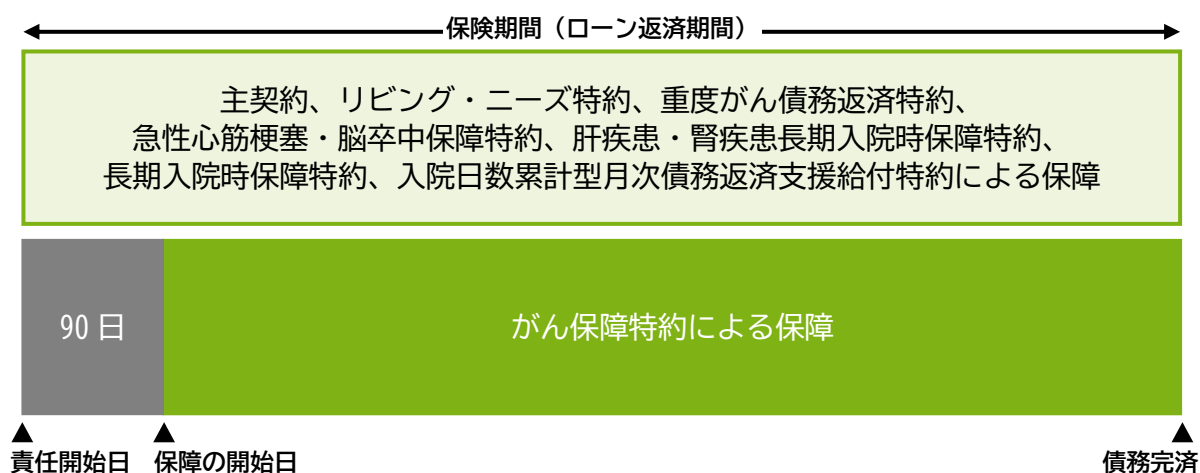 保険期間（ローン返済期間）
主契約、リビング・ニーズ特約、重度がん債務返済特約、
急性心筋梗塞・脳卒中保障特約、肝疾患・腎疾患長期入院時保障特約、
長期入院時保障特約、入院日数累計型月次債務返済支援給付特約による保障
90 日
がん保障特約による保障
▲
▲
▲
責任開始日
保障の開始日
債務完済